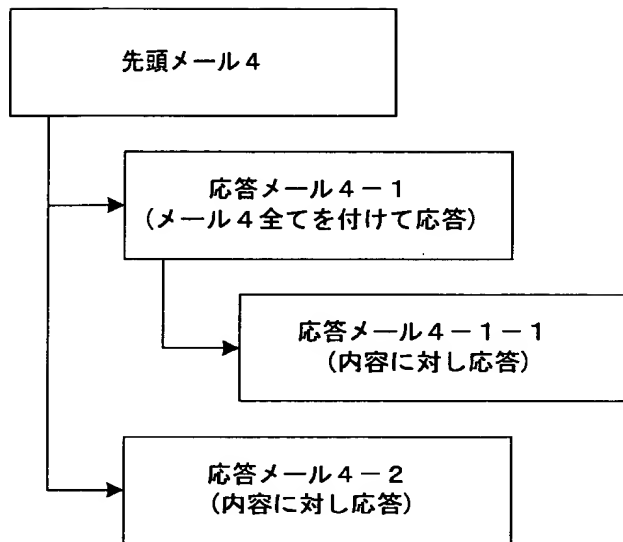 先頭メール４
応答メール４－１
(メール４全てを付けて応答)
応答メール４－１－１
(内容に対し応答)
応答メール４－２
(内容に対し応答)